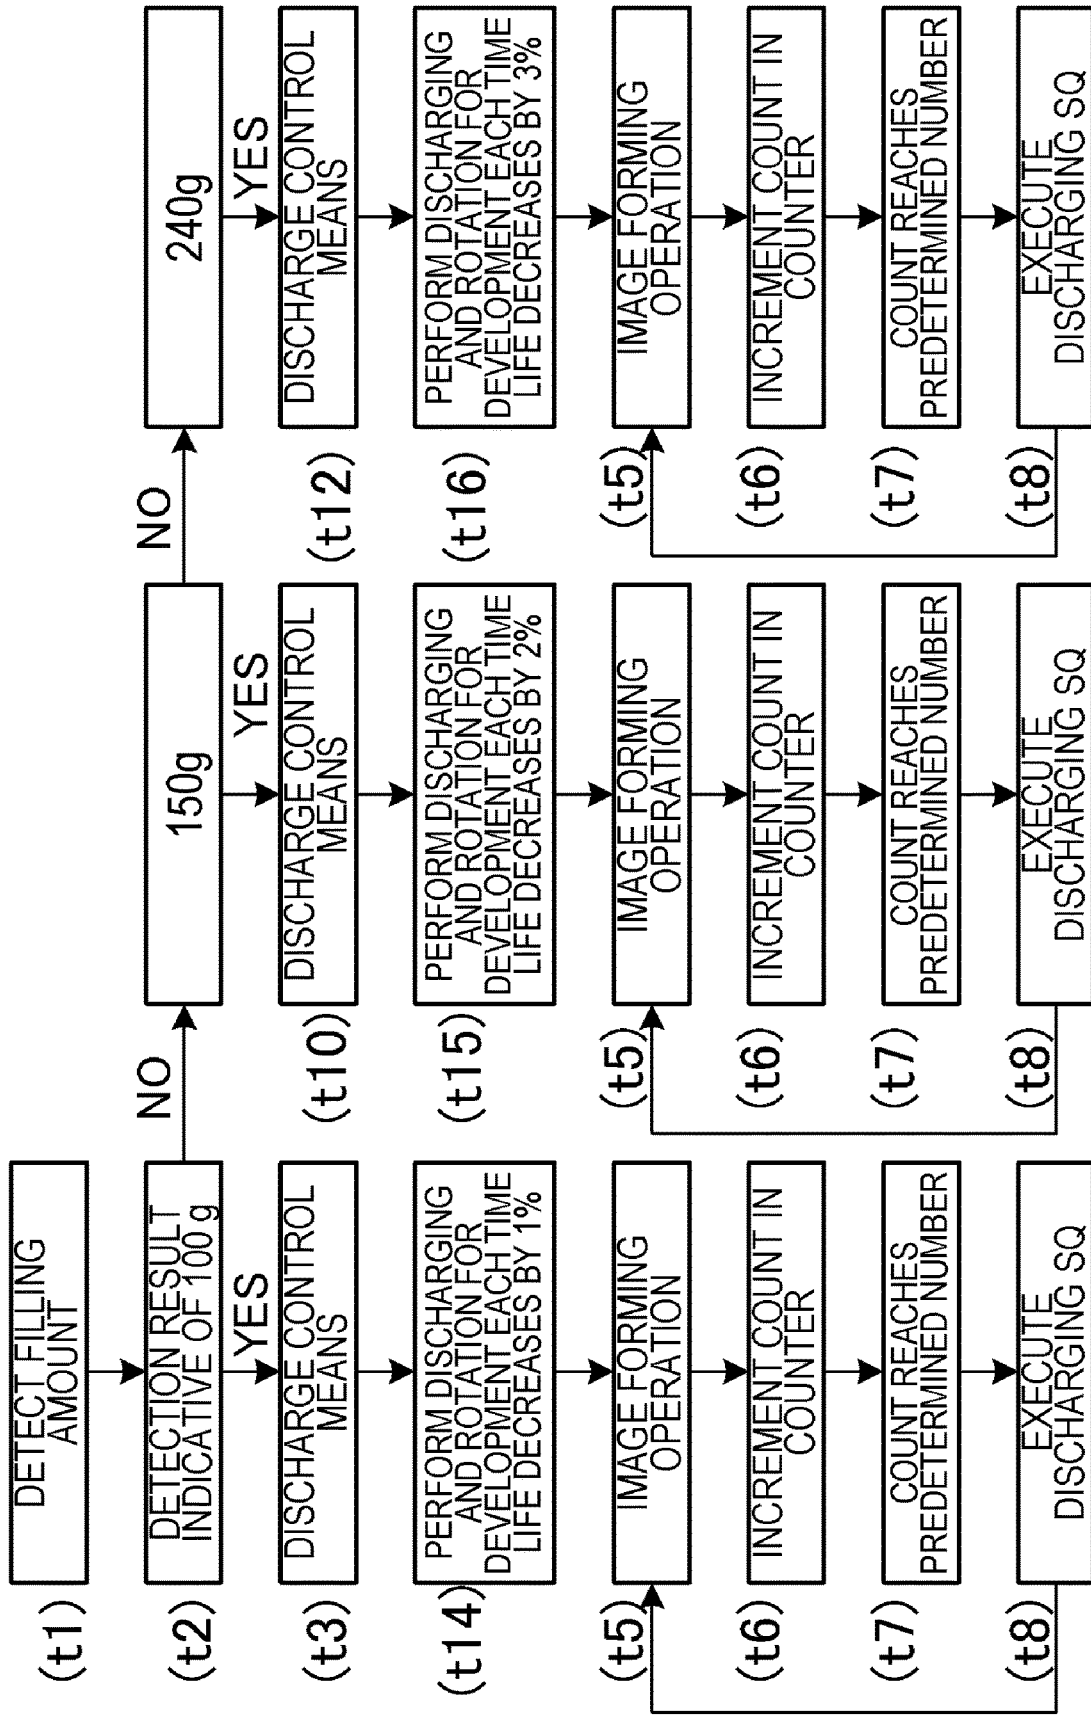 (t1)
DETECT FILLING
AMOUNT
(t2)
DETECTION RESULT
INDICATIVE OF 100 g
NO
YES
(t3)
DISCHARGE CONTROL
MEANS
(t14)
PERFORM DISCHARGING
AND ROTATION FOR
DEVELOPMENT EACH TIME
LIFE DECREASES BY 1%
(t5)
IMAGE FORMING
OPERATION
(t6)
INCREMENT COUNT IN
COUNTER
(t7)
COUNT REACHES
PREDETERMINED NUMBER
(t8)
EXECUTE
DISCHARGING SQ
150g
NO
YES
(t10)
DISCHARGE CONTROL
MEANS
(t15)
PERFORM DISCHARGING
AND ROTATION FOR
DEVELOPMENT EACH TIME
LIFE DECREASES BY 2%
(t5)
IMAGE FORMING
OPERATION
(t6)
INCREMENT COUNT IN
COUNTER
(t7)
COUNT REACHES
PREDETERMINED NUMBER
(t8)
EXECUTE
DISCHARGING SQ
240g
YES
(t12)
DISCHARGE CONTROL
MEANS
(t16)
PERFORM DISCHARGING
AND ROTATION FOR
DEVELOPMENT EACH TIME
LIFE DECREASES BY 3%
(t5)
IMAGE FORMING
OPERATION
(t6)
INCREMENT COUNT IN
COUNTER
(t7)
COUNT REACHES
PREDETERMINED NUMBER
(t8)
EXECUTE
DISCHARGING SQ